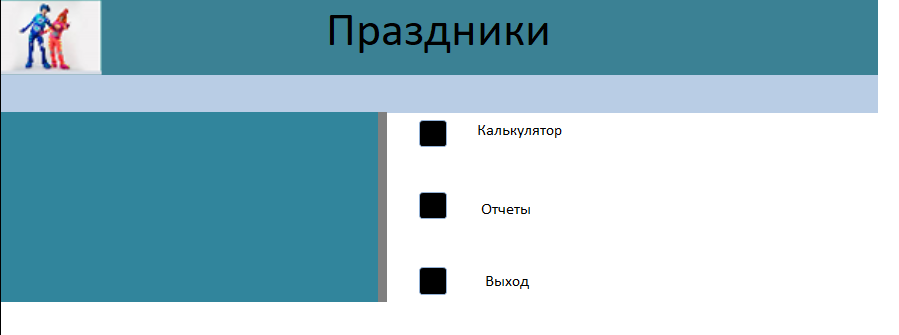 Праздники
Калькулятор
Отчеты
Выход